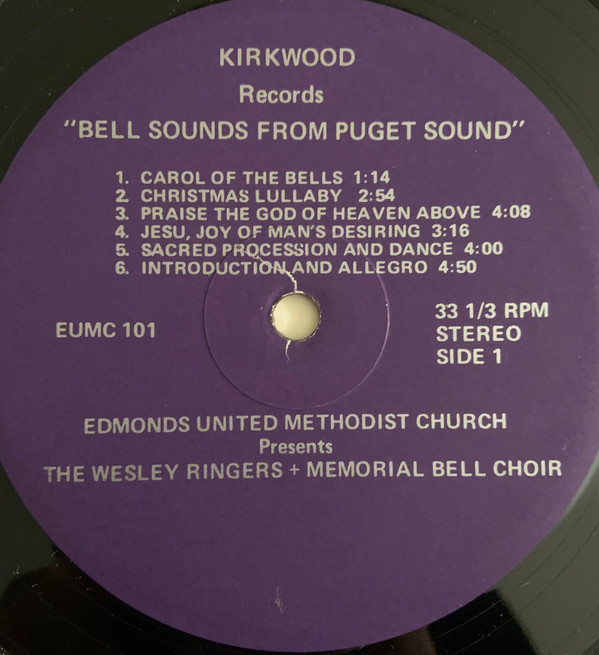 KIRKWOOD
Records
"BELL SOUNDS FROM PUGET SOUND"
1. CAROL OF THE BELLS 1:14
2. CHRISTMAS LULLABY 2:54
3. PRAISE THE GOD OF HEAVEN ABOVE 4:08
4. JESU, JOY OF MAN'S DESIRING 3:16
5. SACRED PROCESSION AND DANCE 4:00
6. INTRODUCTION AND ALLEGRO 4:50
EUMC 101
33 1/3 RPM
STEREO
SIDE 1
EDMONDS UNITED METHODIST CHURCH
Presents
THE WESLEY RINGERS + MEMORIAL BELL CHOIR